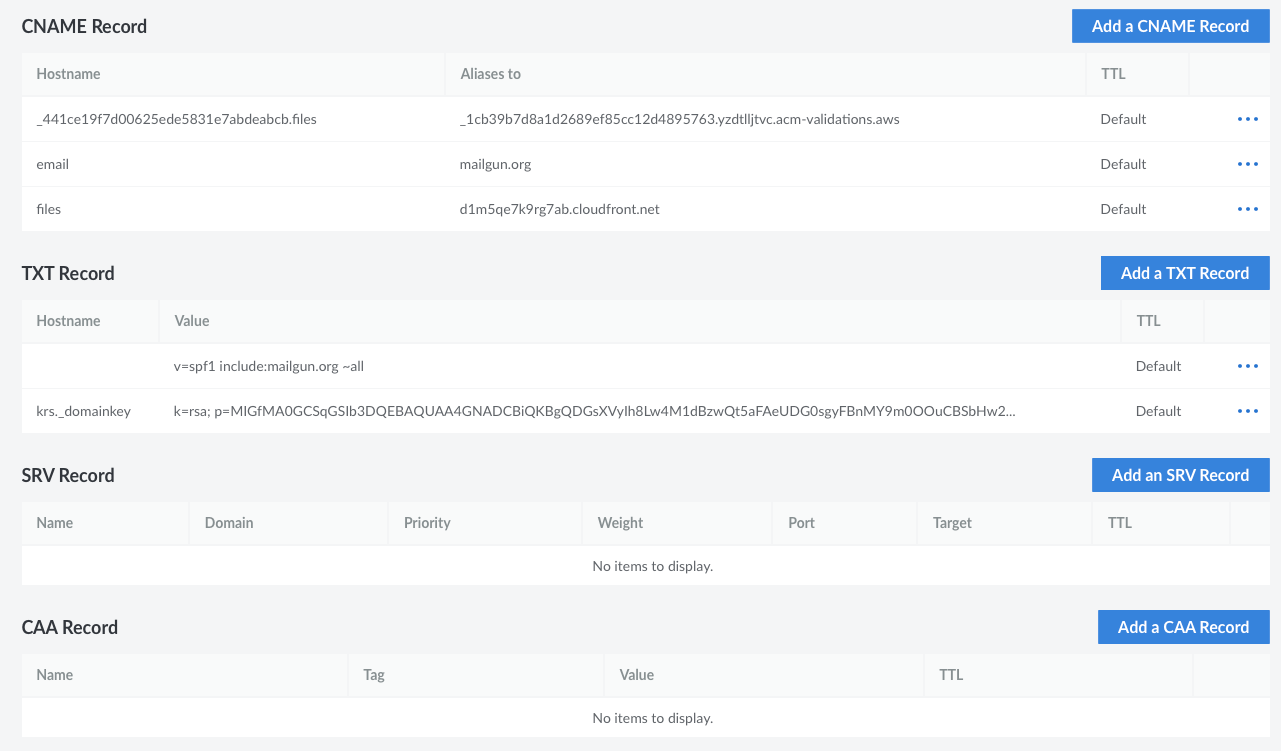 CNAME Record Add a CNAME Record
Hostname Aliases to TTL
_441ce19f7d00625ede5831e7abdeabcb.files _1cb39b7d8a1d2689ef85cc12d4895763.yzdtlljtvc.acm-validations.aws Default
email mailgun.org Default
files d1m5qe7k9rg7ab.cloudfront.net Default
TXT Record Add a TXT Record
Hostname Value TTL
v=spf1 include:mailgun.org ~all Default
krs._domainkey k=rsa; p=MIGfMA0GCSqGSIb3DQEBAQUAA4GNADCBiQKBgQDGsXVyIh8Lw4M1dBzwQt5aFAeUDG0sgyFBnMY9m0OOuCBSbHw2... Default
SRV Record Add an SRV Record
Name Domain Priority Weight Port Target TTL
No items to display.
CAA Record Add a CAA Record
Name Tag Value TTL
No items to display.